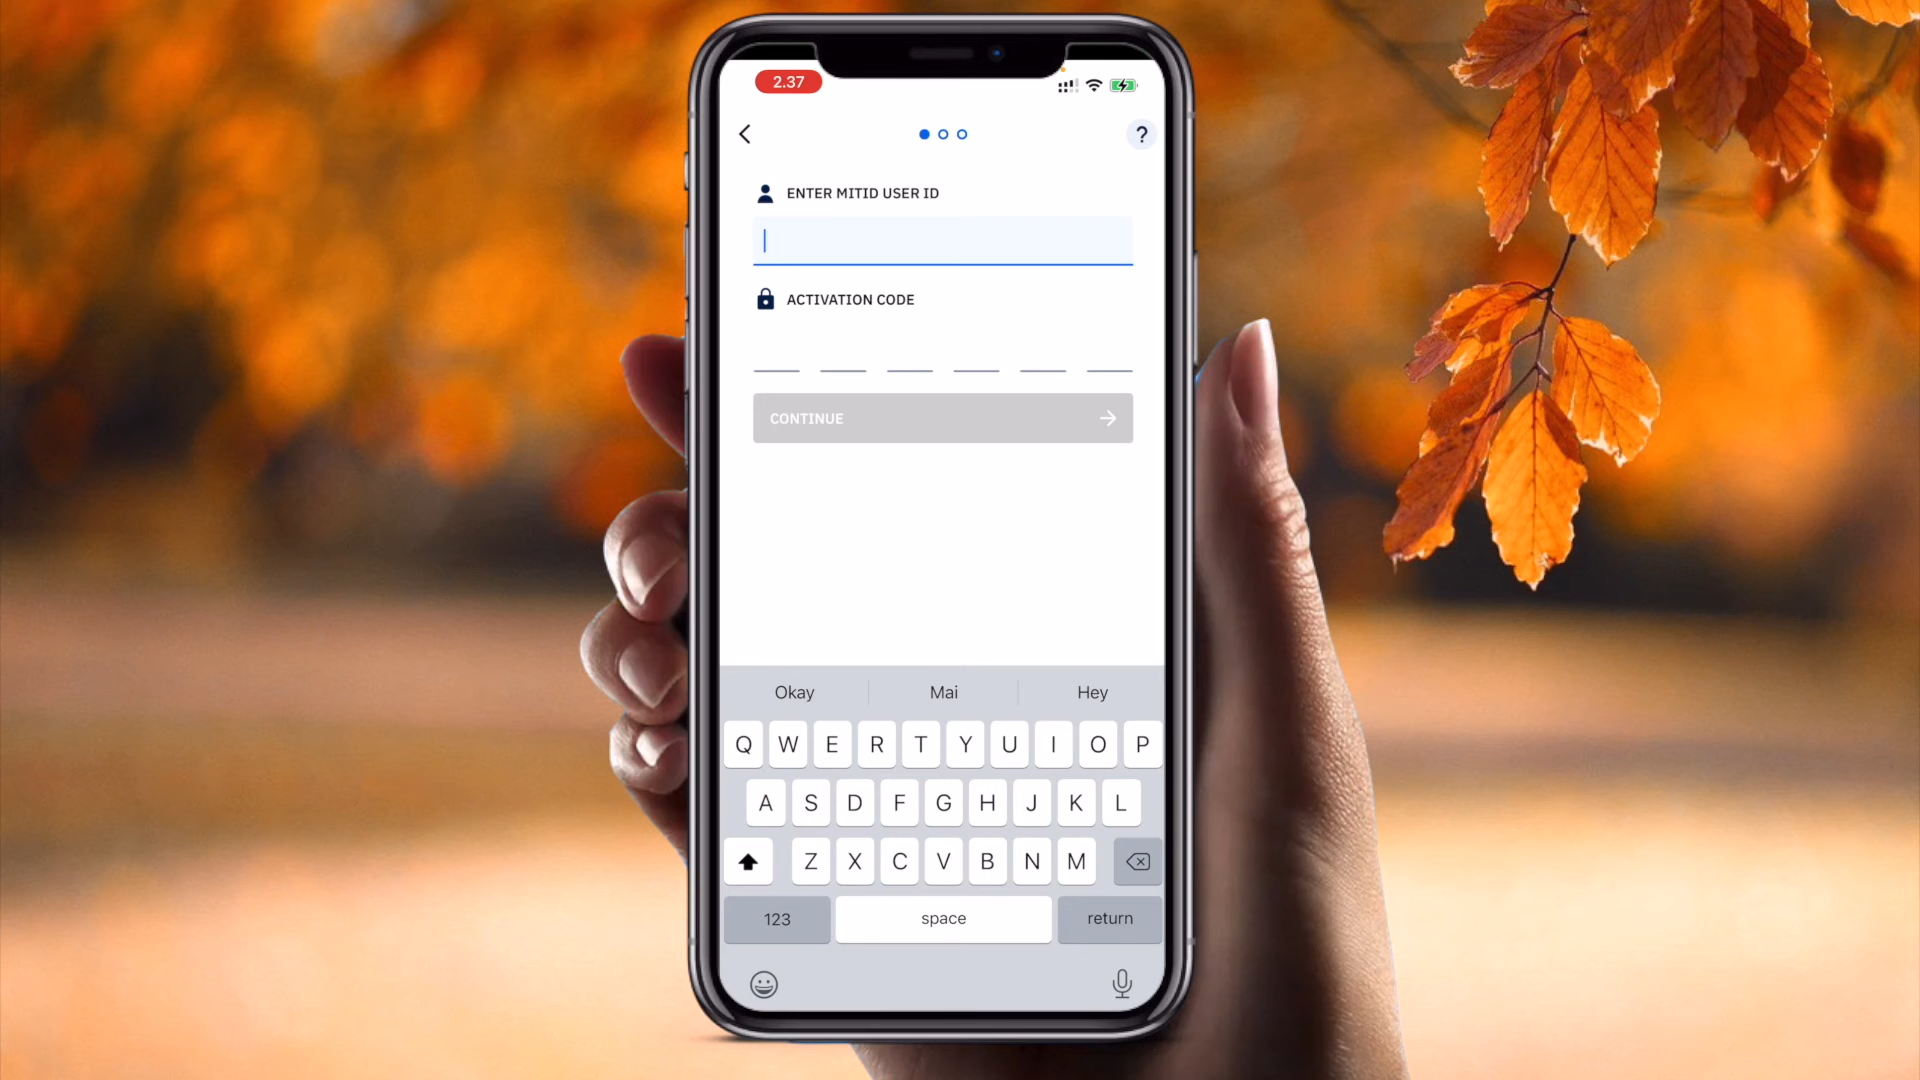 2.37
?
ENTER MITID USER ID
ACTIVATION CODE
CONTINUE
Okay Mai Hey
Q W E R T Y U I O P
A S D F G H J K L
Z X C V B N M
123 space return